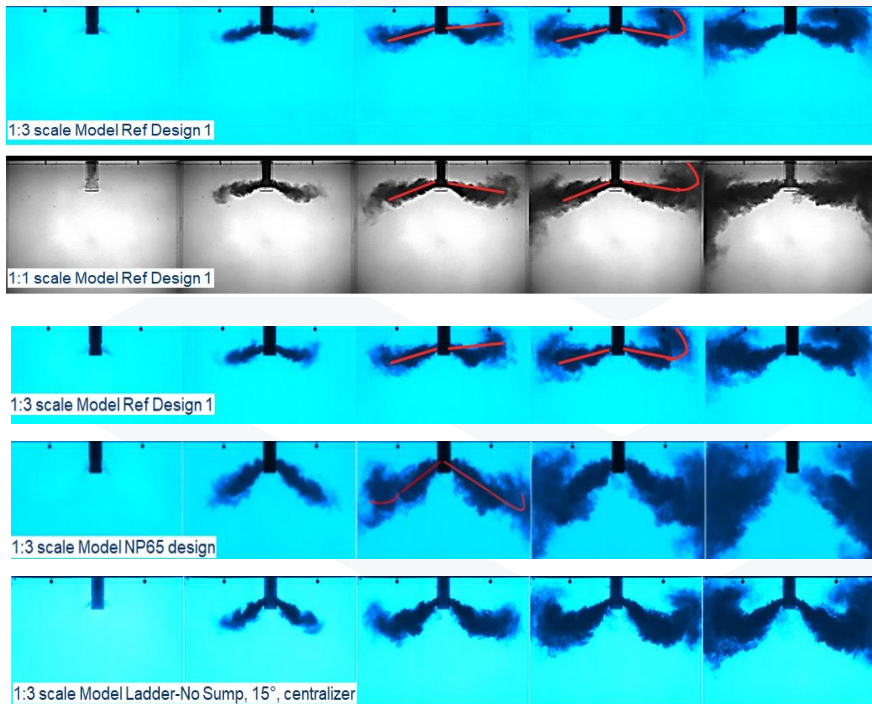 1:3 scale Model Ref Design 1
1:1 scale Model Ref Design 1
1:3 scale Model Ref Design 1
1:3 scale Model NP65 design
1:3 scale Model Ladder-No Sump, 15°, centralizer